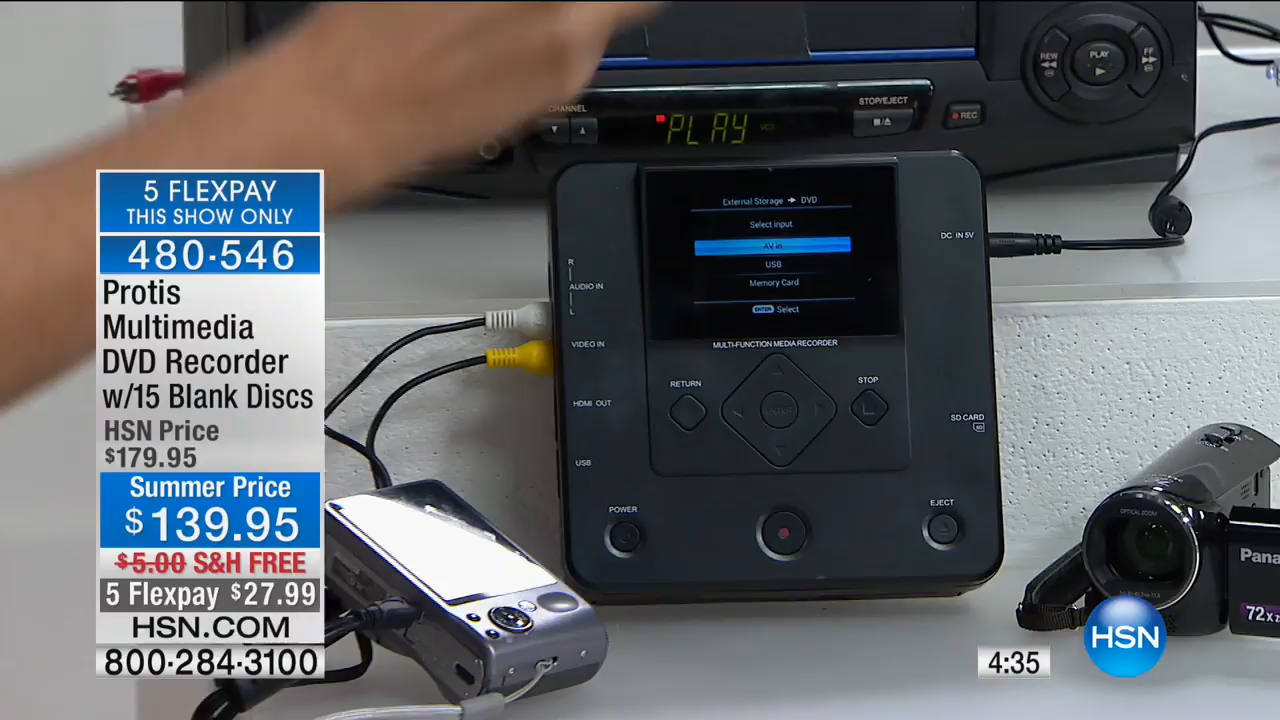 5 FLEXPAY
THIS SHOW ONLY
480-546
Protis
Multimedia
DVD Recorder
w/15 Blank Discs
HSN Price
$179.95
Summer Price
$139.95
$5.00 S&H FREE
5 Flexpay $27.99
HSN.COM
800·284·3100
CHANNEL
PLAY
VCR
STOP/EJECT
REC
REW
PLAY
FF
External Storage → DVD
Select input
AV in
USB
Memory Card
ENTER Select
MULTI-FUNCTION MEDIA RECORDER
R
AUDIO IN
L
VIDEO IN
HDMI OUT
USB
DC IN 5V
RETURN
ENTER
STOP
SD CARD
POWER
EJECT
OPTICAL ZOOM
Pana
72x
HSN
4:35